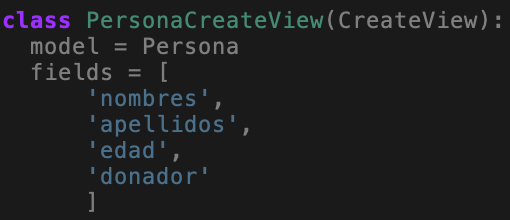 class PersonaCreateView(CreateView):
  model = Persona
  fields = [
      'nombres',
      'apellidos',
      'edad',
      'donador'
      ]